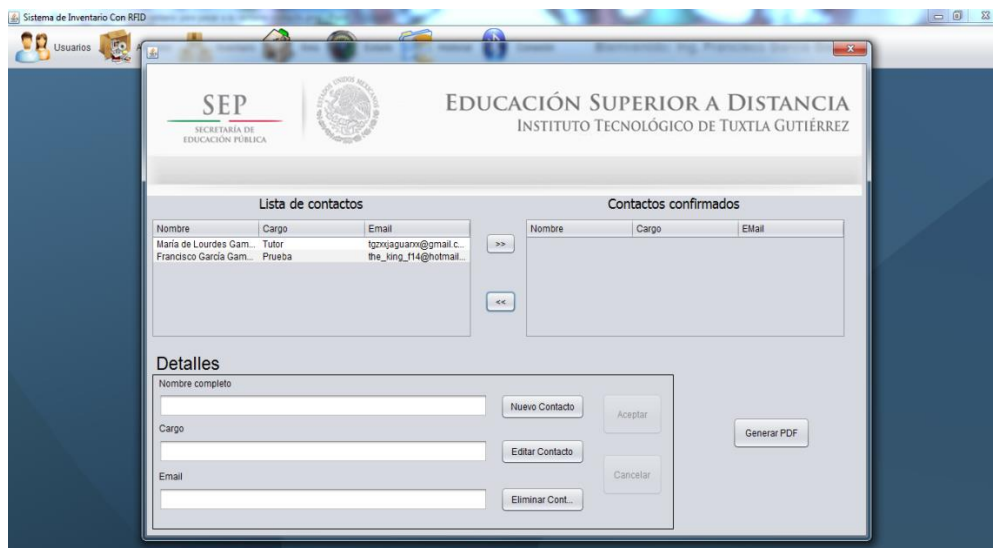 Sistema de Inventario Con RFID
Usuarios
SEP
SECRETARÍA DE
EDUCACIÓN PÚBLICA
ESTADOS UNIDOS MEXICANOS
EDUCACIÓN SUPERIOR A DISTANCIA
INSTITUTO TECNOLÓGICO DE TUXTLA GUTIÉRREZ
Lista de contactos
Nombre Cargo Email
María de Lourdes Gam... Tutor tgzxxjaguarxx@gmail.c...
Francisco García Gam... Prueba the_king_f14@hotmail...
>>
<<
Contactos confirmados
Nombre Cargo EMail
Detalles
Nombre completo
Cargo
Email
Nuevo Contacto
Editar Contacto
Eliminar Cont...
Aceptar
Cancelar
Generar PDF